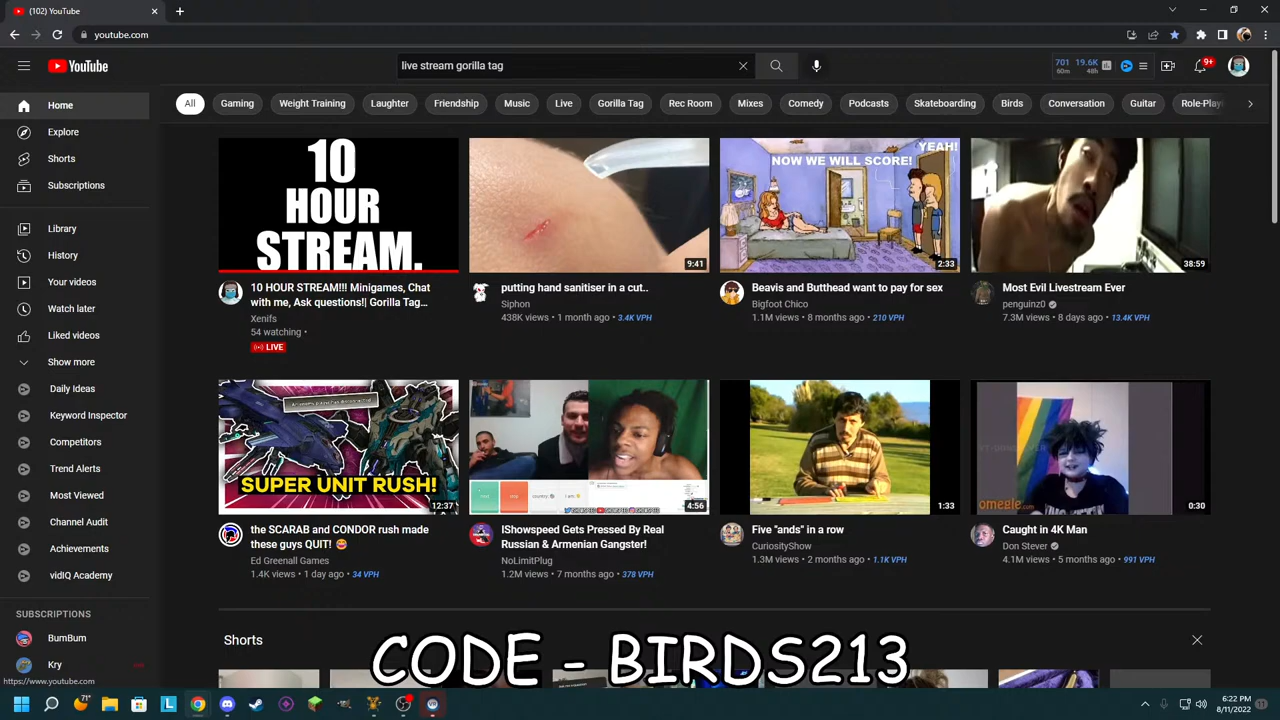 (102) YouTube
youtube.com
YouTube
live stream gorilla tag
701 19.6K
60m 48h
9+
All Gaming Weight Training Laughter Friendship Music Live Gorilla Tag Rec Room Mixes Comedy Podcasts Skateboarding Birds Conversation Guitar
Home
Explore
Shorts
Subscriptions
Library
History
Your videos
Watch later
Liked videos
Show more
Daily Ideas
Keyword Inspector
Competitors
Trend Alerts
Most Viewed
Channel Audit
Achievements
vidIQ Academy
SUBSCRIPTIONS
BumBum
Kry
https://www.youtube.com
10
HOUR
STREAM.
10 HOUR STREAM!!! Minigames, Chat
with me, Ask questions!| Gorilla Tag...
Xenifs
54 watching •
LIVE
9:41
putting hand sanitiser in a cut..
Siphon
438K views • 1 month ago • 3.4K VPH
YEAH!
NOW WE WILL SCORE!
2:33
Beavis and Butthead want to pay for sex
Bigfoot Chico
1.1M views • 8 months ago • 210 VPH
38:59
Most Evil Livestream Ever
penguinz0
7.3M views • 8 days ago • 13.4K VPH
SUPER UNIT RUSH!
12:37
the SCARAB and CONDOR rush made
these guys QUIT! 😂
Ed Greenall Games
1.4K views • 1 day ago • 34 VPH
4:56
IShowspeed Gets Pressed By Real
Russian & Armenian Gangster!
NoLimitPlug
1.2M views • 7 months ago • 378 VPH
1:33
Five "ands" in a row
CuriosityShow
1.3M views • 2 months ago • 1.1K VPH
omegle.com
0:30
Caught in 4K Man
Don Stever
4.1M views • 5 months ago • 991 VPH
Shorts
CODE - BIRDS213
71°
6:22 PM
8/11/2022